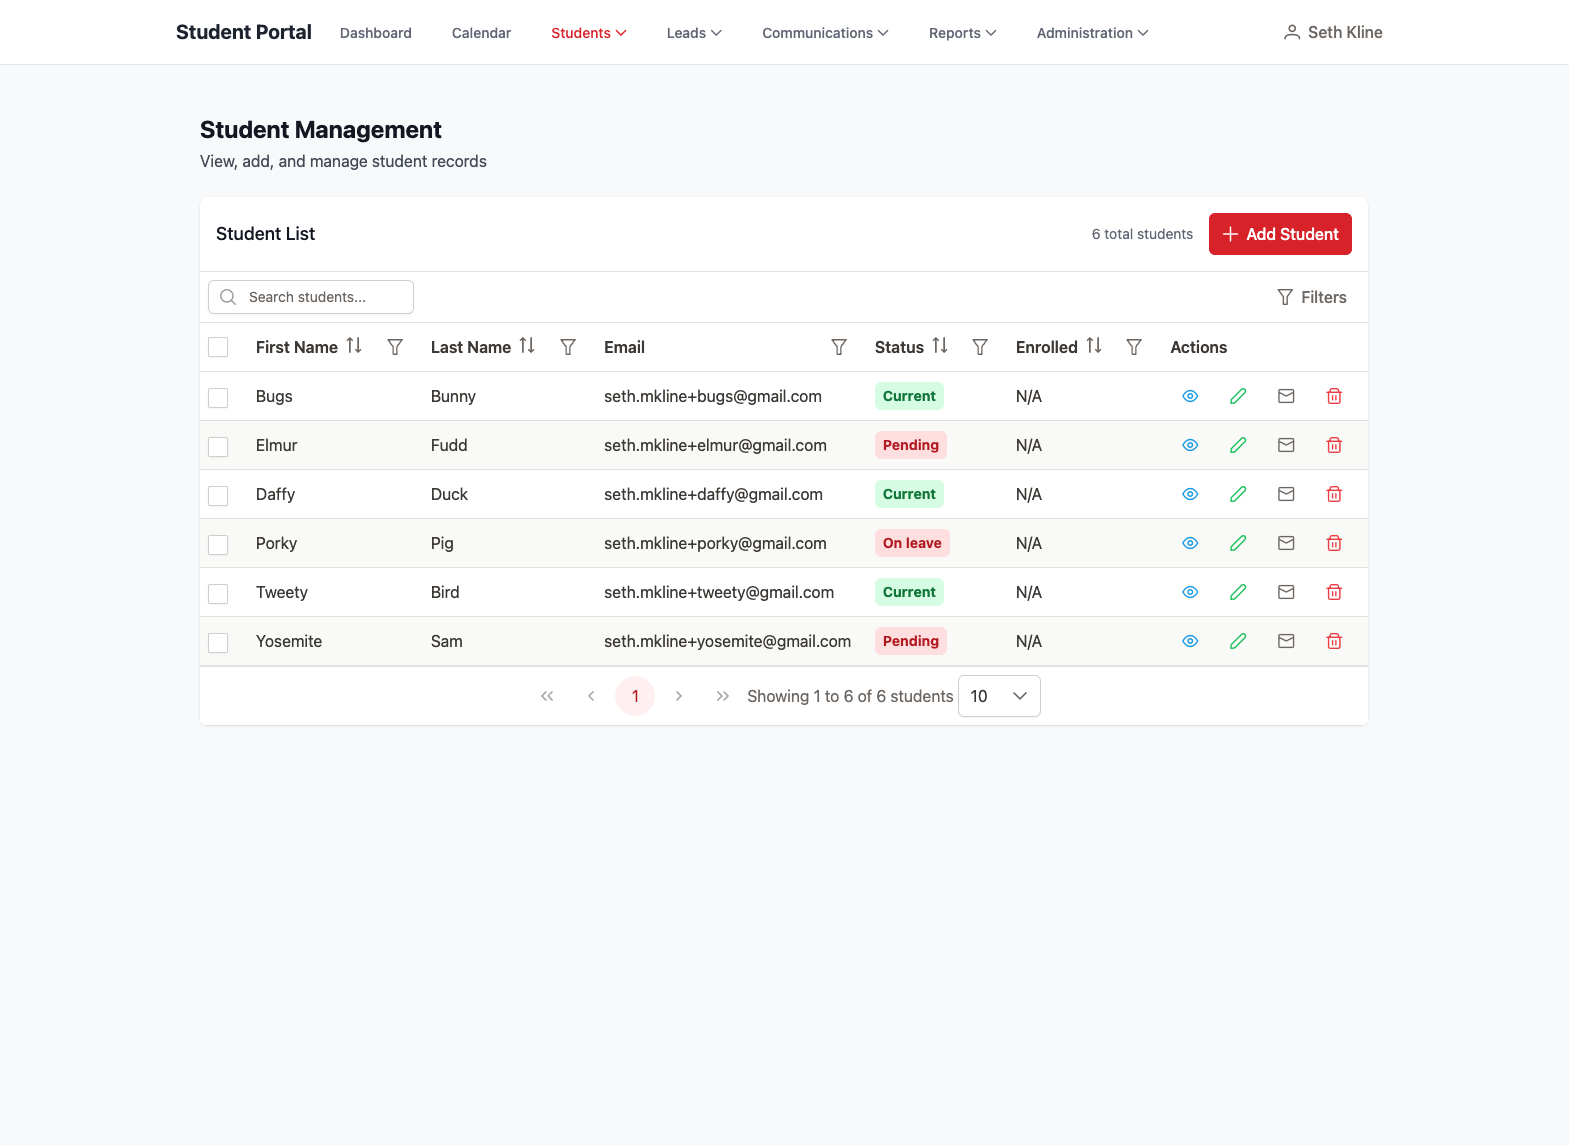 Student Portal Dashboard Calendar Students Leads Communications Reports Administration Seth Kline
Student Management
View, add, and manage student records
Student List 6 total students Add Student
Search students... Filters
First Name Last Name Email Status Enrolled Actions
Bugs Bunny seth.mkline+bugs@gmail.com Current N/A
Elmur Fudd seth.mkline+elmur@gmail.com Pending N/A
Daffy Duck seth.mkline+daffy@gmail.com Current N/A
Porky Pig seth.mkline+porky@gmail.com On leave N/A
Tweety Bird seth.mkline+tweety@gmail.com Current N/A
Yosemite Sam seth.mkline+yosemite@gmail.com Pending N/A
1 Showing 1 to 6 of 6 students 10